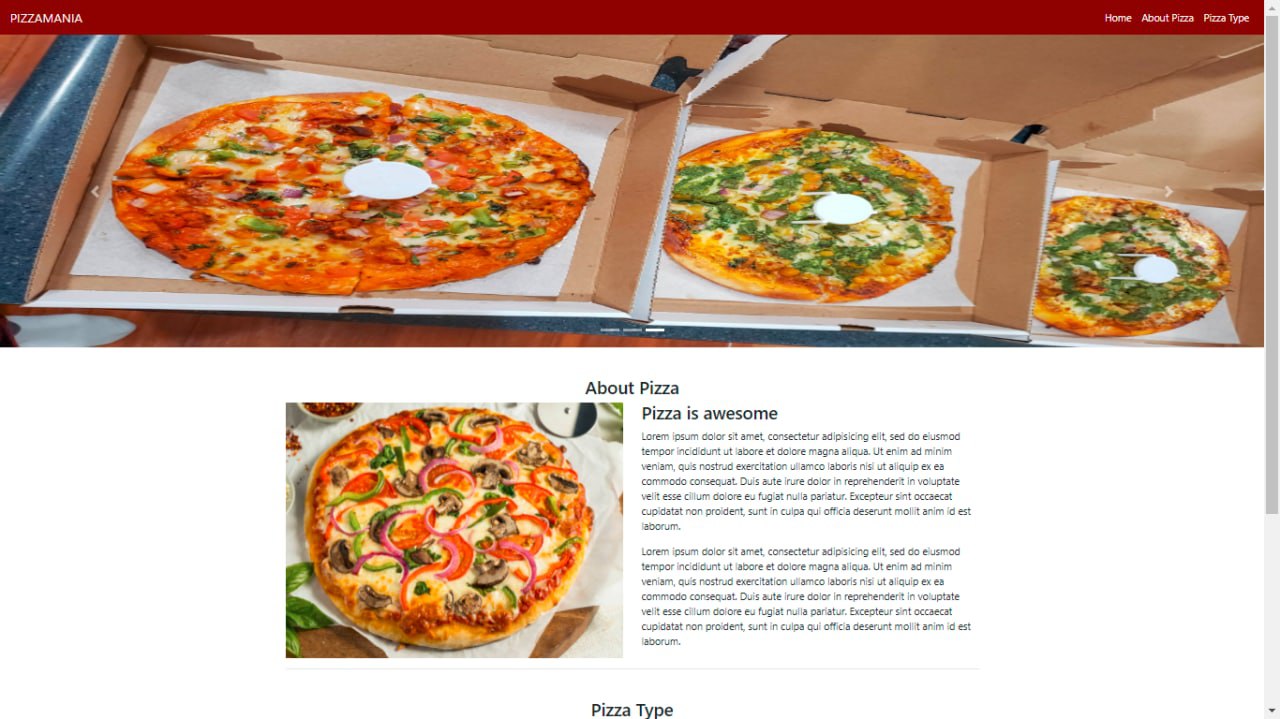 PIZZAMANIA
Home About Pizza Pizza Type
About Pizza
Pizza is awesome
Lorem ipsum dolor sit amet, consectetur adipisicing elit, sed do eiusmod
tempor incididunt ut labore et dolore magna aliqua. Ut enim ad minim
veniam, quis nostrud exercitation ullamco laboris nisi ut aliquip ex ea
commodo consequat. Duis aute irure dolor in reprehenderit in voluptate
velit esse cillum dolore eu fugiat nulla pariatur. Excepteur sint occaecat
cupidatat non proident, sunt in culpa qui officia deserunt mollit anim id est
laborum.
Lorem ipsum dolor sit amet, consectetur adipisicing elit, sed do eiusmod
tempor incididunt ut labore et dolore magna aliqua. Ut enim ad minim
veniam, quis nostrud exercitation ullamco laboris nisi ut aliquip ex ea
commodo consequat. Duis aute irure dolor in reprehenderit in voluptate
velit esse cillum dolore eu fugiat nulla pariatur. Excepteur sint occaecat
cupidatat non proident, sunt in culpa qui officia deserunt mollit anim id est
laborum.
Pizza Type